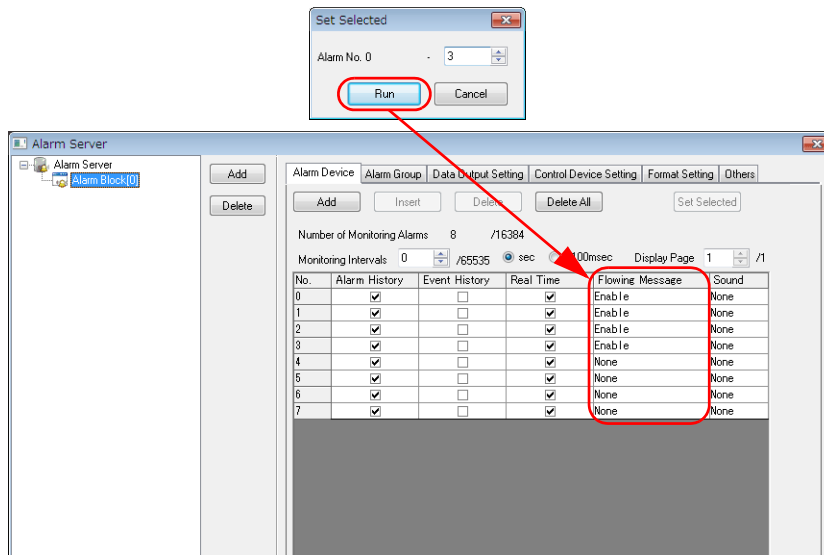 Set Selected
Alarm No. 0 - 3
Run Cancel
Alarm Server
Alarm Server
Alarm Block[0]
Add
Delete
Alarm Device Alarm Group Data Output Setting Control Device Setting Format Setting Others
Add Insert Delete Delete All Set Selected
Number of Monitoring Alarms 8 /16384
Monitoring Intervals 0 /65535 sec 100msec Display Page 1 /1
No. Alarm History Event History Real Time Flowing Message Sound
0 Enable None
1 Enable None
2 Enable None
3 Enable None
4 None None
5 None None
6 None None
7 None None